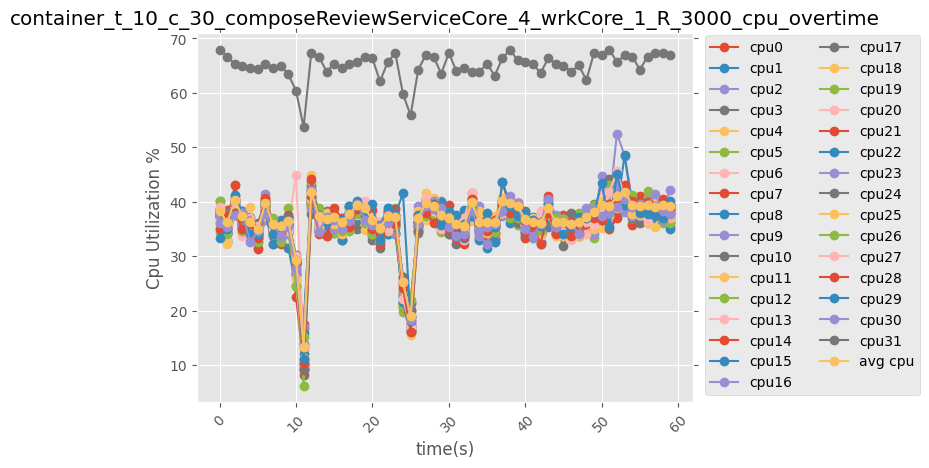 container_t_10_c_30_composeReviewServiceCore_4_wrkCore_1_R_3000_cpu_overtime
70
60
50
40
30
20
10
Cpu Utilization %
0
10
20
30
40
50
60
time(s)
cpu0
cpu1
cpu2
cpu3
cpu4
cpu5
cpu6
cpu7
cpu8
cpu9
cpu10
cpu11
cpu12
cpu13
cpu14
cpu15
cpu16
cpu17
cpu18
cpu19
cpu20
cpu21
cpu22
cpu23
cpu24
cpu25
cpu26
cpu27
cpu28
cpu29
cpu30
cpu31
avg cpu